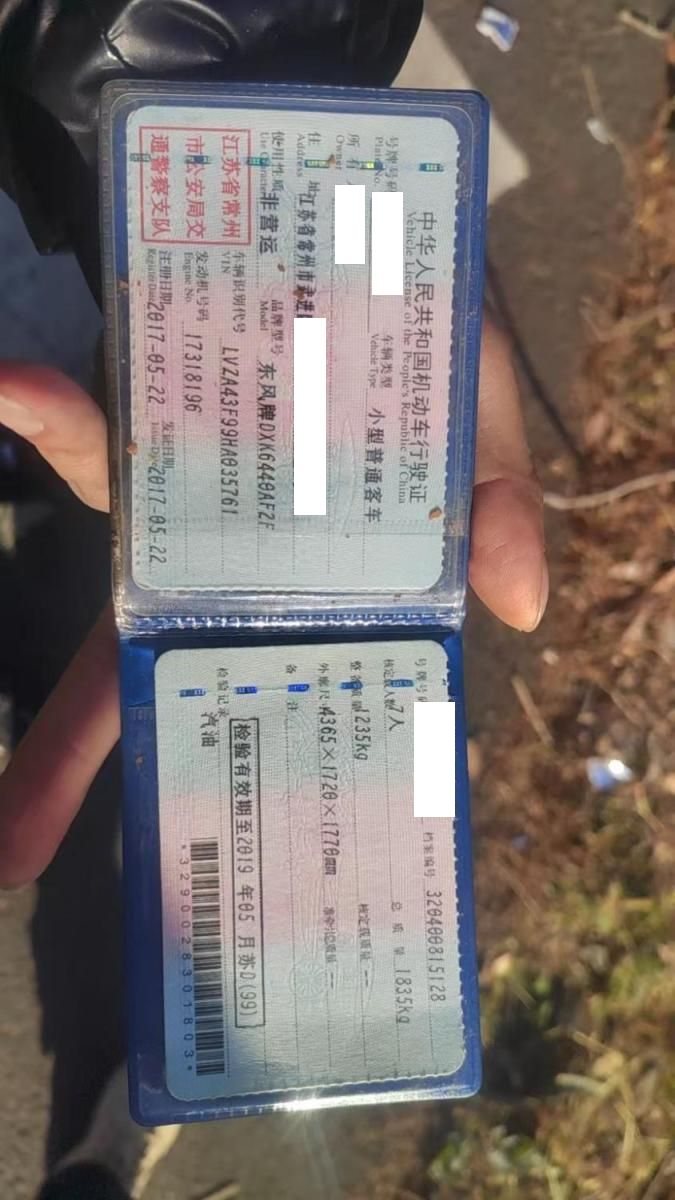 中华人民共和国机动车行驶证
Vehicle License of the People's Republic of China
号牌号码
Plate No.
车辆类型 小型普通客车
Vehicle Type
所有
Owner
住 址 江苏省常州市武进
Address
使用性质 非营运
Use Character
品牌型号 东风牌DXK6440AF2F
Model
江苏省常州
市公安局交
通警察支队
车辆识别代号 LVZA43F99HA035761
VIN
发动机号码 17318196
Engine No.
注册日期 2017-05-22
Register Date
发证日期 2017-05-22
Issue Date
号牌号码
档案编号 320400815128
核定载人数 7人
总 质 量 1835kg
整备质量 1235kg
核定载质量 --
外廓尺 4365×1720×1770mm
准牵引总质量 --
备 注
检验有效期至2019 年05 月苏D(99)
检验记录
汽油
*3290028301803*